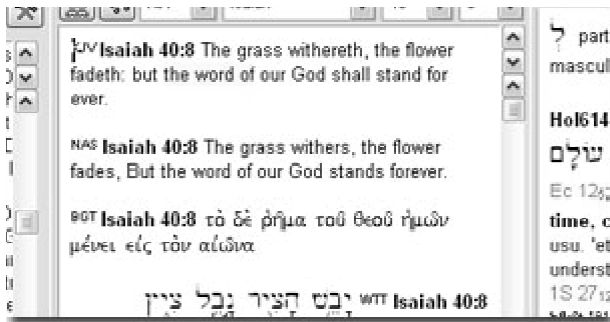 KJV Isaiah 40:8 The grass withereth, the flower
fadeth: but the word of our God shall stand for
ever.
NAS Isaiah 40:8 The grass withers, the flower
fades, But the word of our God stands forever.
BGT Isaiah 40:8 τὸ δὲ ῥῆμα τοῦ θεοῦ ἡμῶν
μένει εἰς τὸν αἰῶνα
WTT Isaiah 40:8 יבשׁ חציר נבל ציץ
ל part
mascul
Hol614
עוֹלָם
Ec 12
time, c
usu. 'et
underst
1S 27